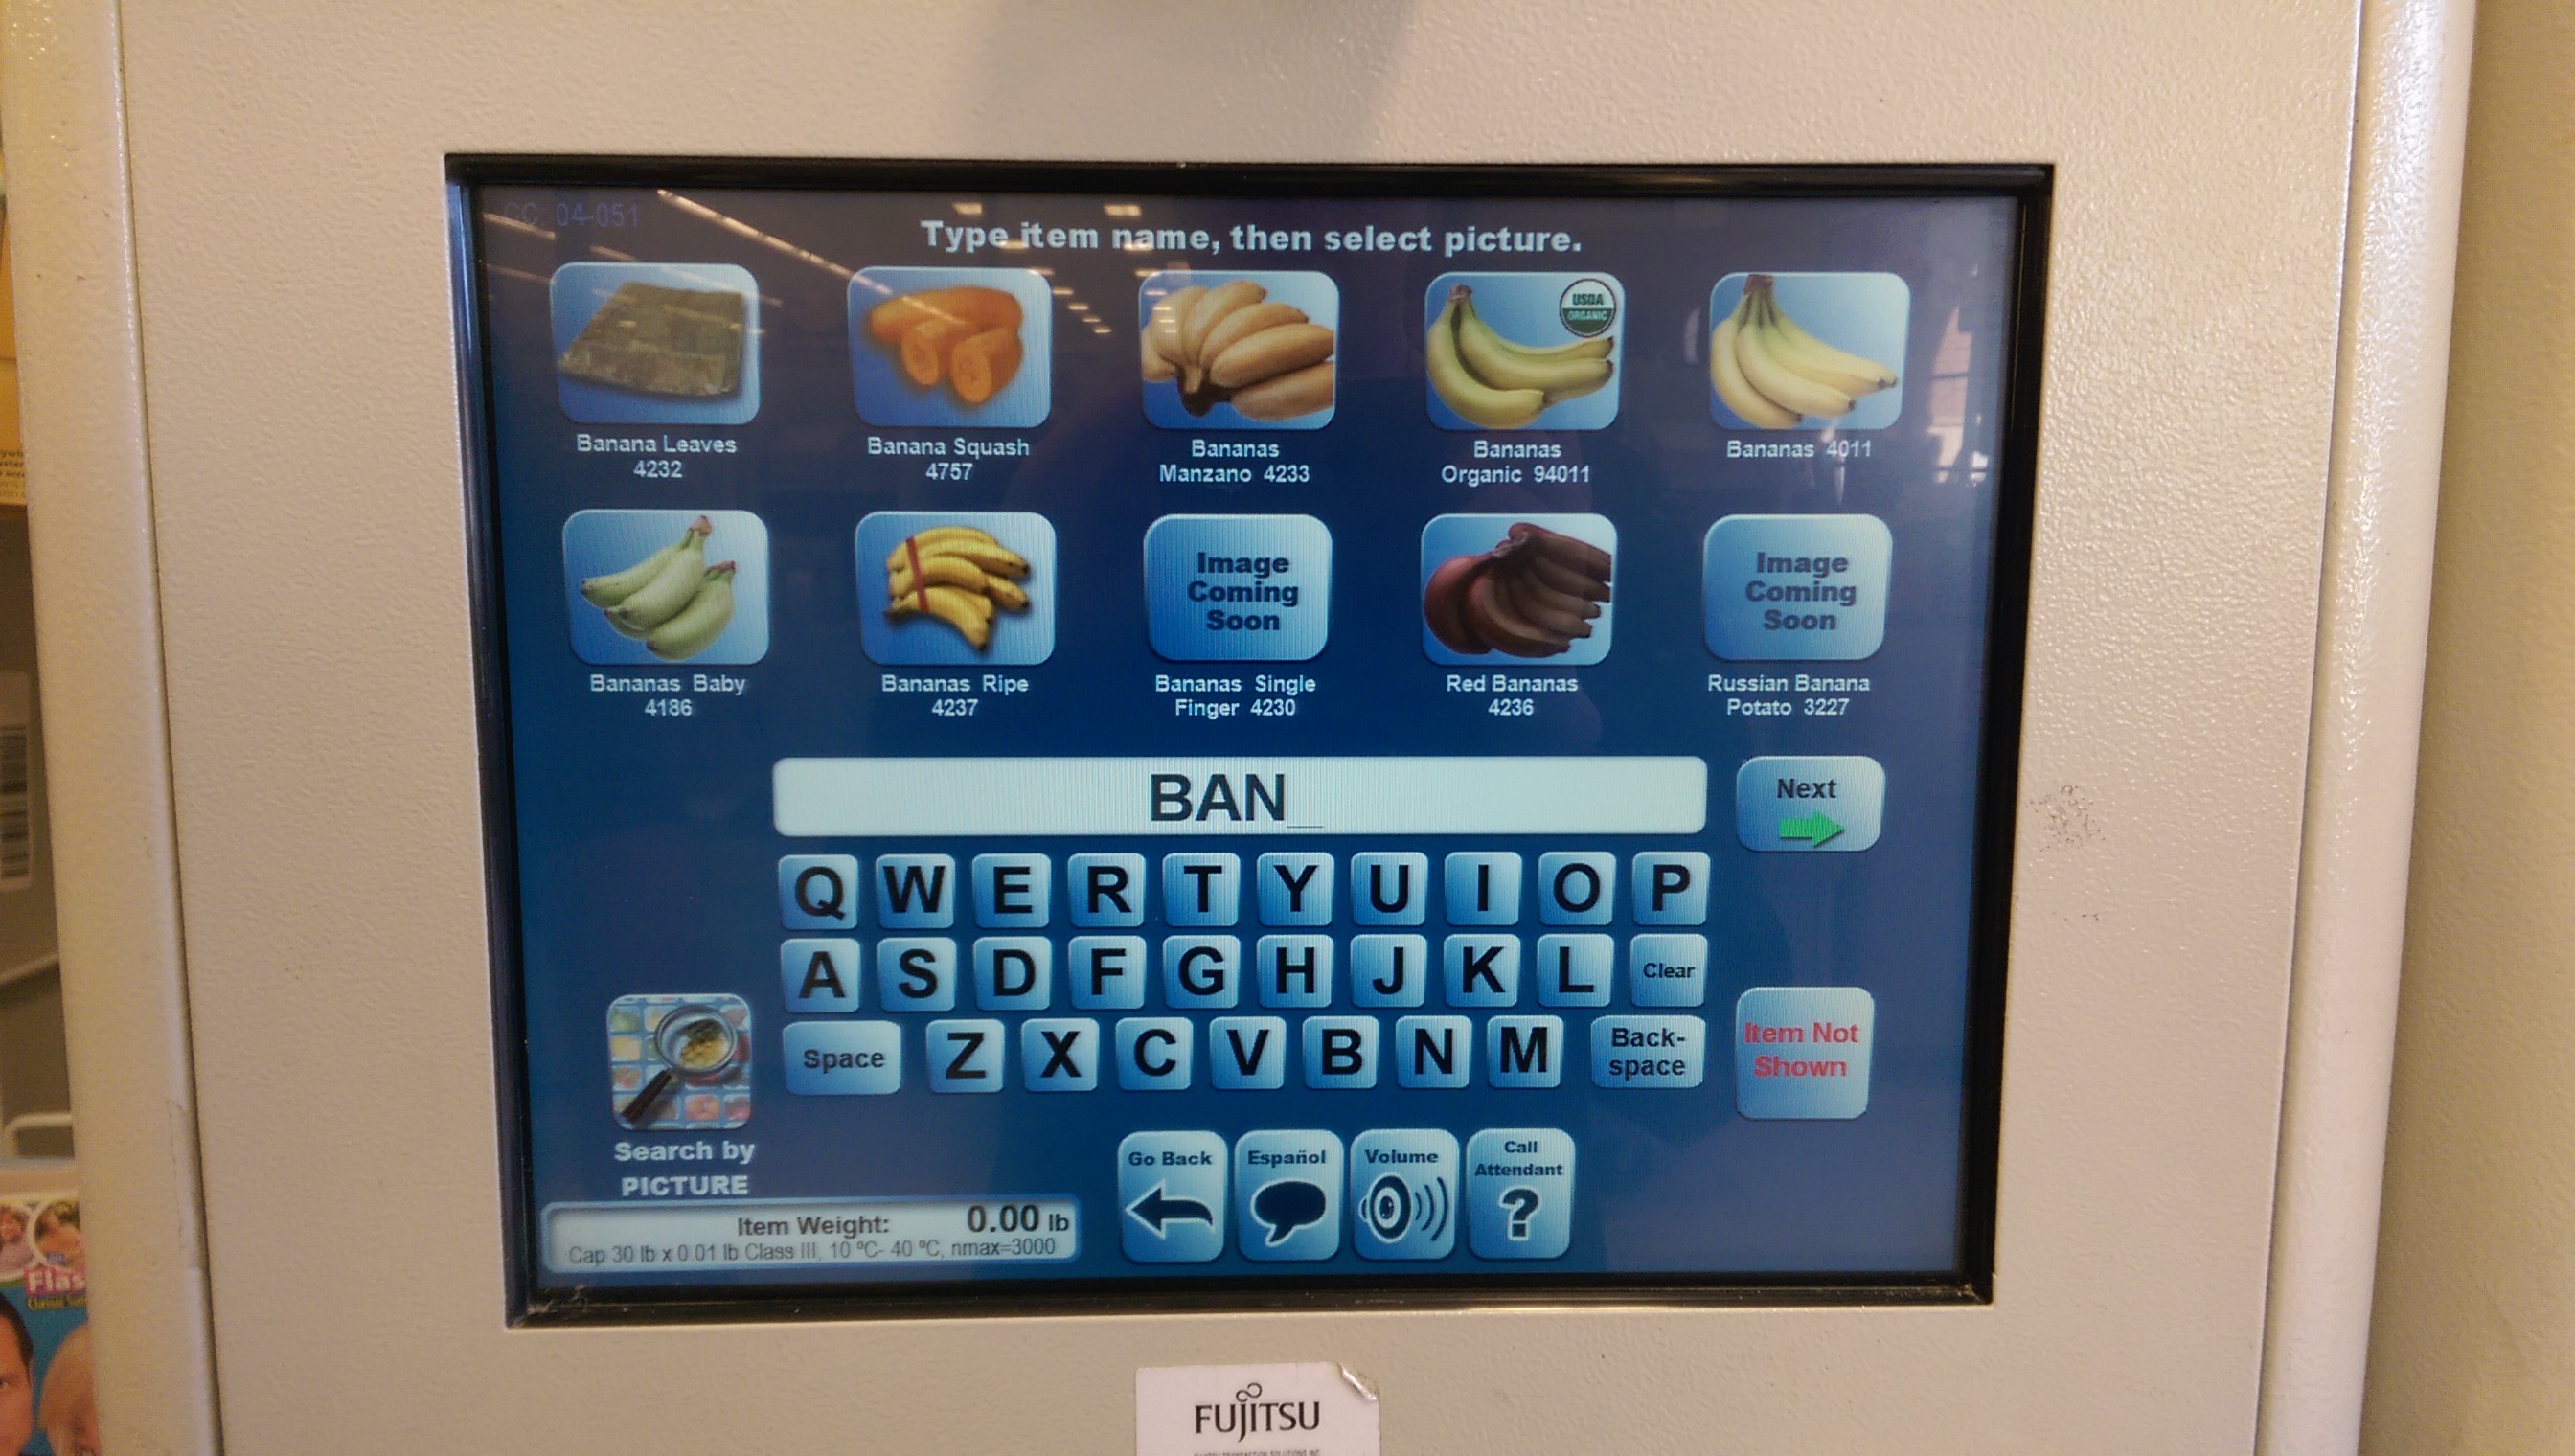 CC 04-051
Type item name, then select picture.
Banana Leaves
4232
Banana Squash
4757
Bananas
Manzano 4233
USDA
ORGANIC
Bananas
Organic 94011
Bananas 4011
Bananas Baby
4186
Bananas Ripe
4237
Image
Coming
Soon
Bananas Single
Finger 4230
Red Bananas
4236
Image
Coming
Soon
Russian Banana
Potato 3227
BAN_
Next
Q W E R T Y U I O P
A S D F G H J K L Clear
Space Z X C V B N M Back-
space
Item Not
Shown
Search by
PICTURE
Go Back
Español
Volume
Call
Attendant
?
Item Weight: 0.00 lb
Cap 30 lb x 0.01 lb Class III, 10 °C- 40 °C, nmax=3000
FUJITSU
Flas